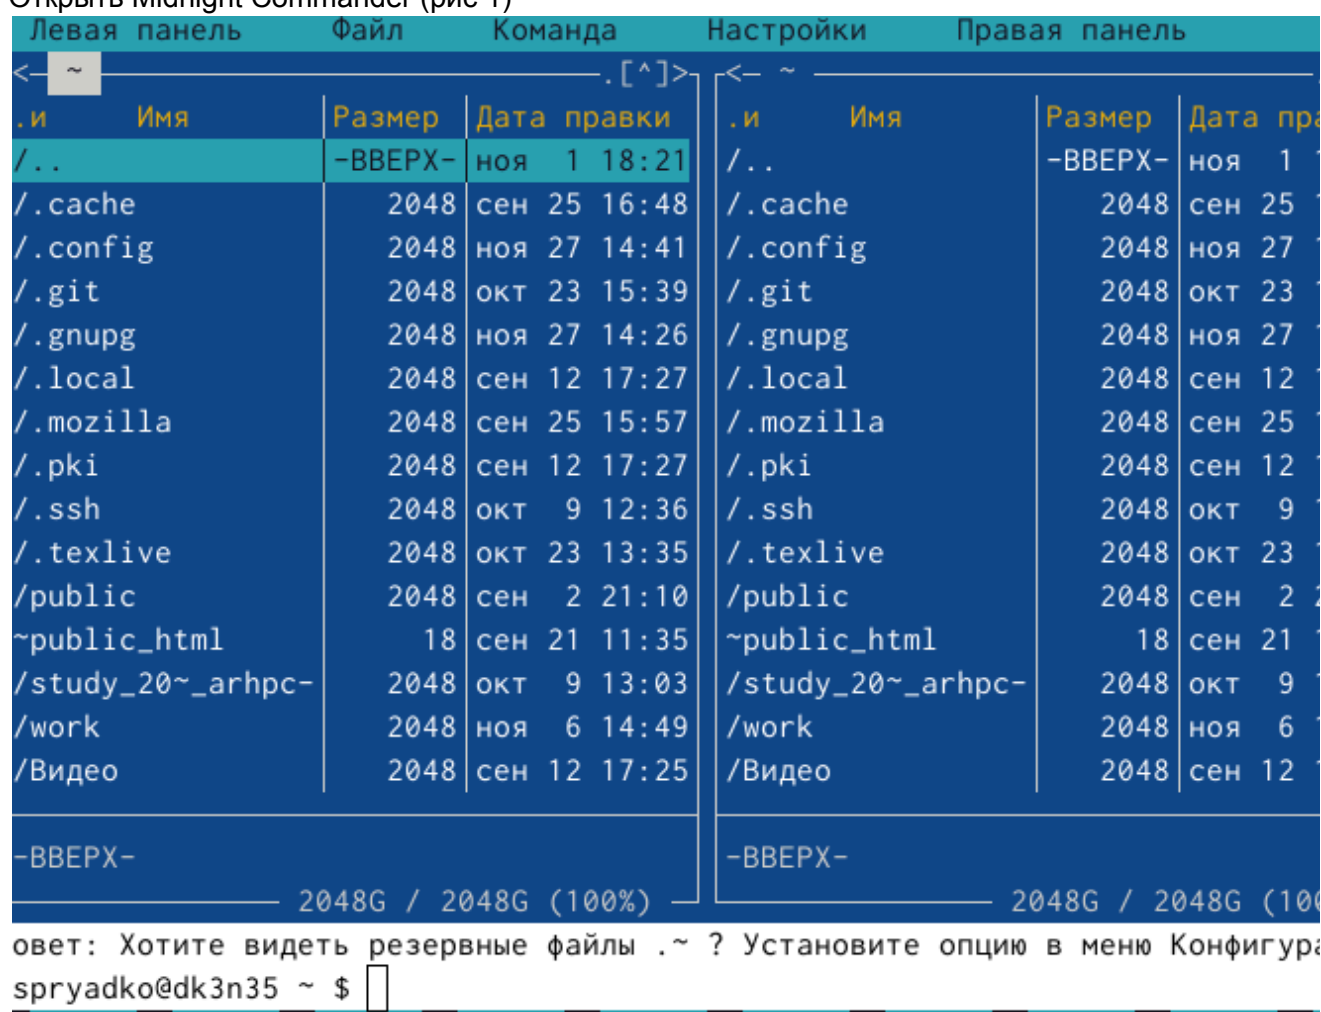 Открыть Midnight Commander (рис 1)
Левая панель Файл Команда Настройки Правая панель
<— ~ .[^]>┐ ┌<— ~
.и Имя Размер Дата правки .и Имя Размер Дата
/.. -ВВЕРХ- ноя 1 18:21 /.. -ВВЕРХ- ноя 1
/.cache 2048 сен 25 16:48 /.cache 2048 сен 25
/.config 2048 ноя 27 14:41 /.config 2048 ноя 27
/.git 2048 окт 23 15:39 /.git 2048 окт 23
/.gnupg 2048 ноя 27 14:26 /.gnupg 2048 ноя 27
/.local 2048 сен 12 17:27 /.local 2048 сен 12
/.mozilla 2048 сен 25 15:57 /.mozilla 2048 сен 25
/.pki 2048 сен 12 17:27 /.pki 2048 сен 12
/.ssh 2048 окт 9 12:36 /.ssh 2048 окт 9
/.texlive 2048 окт 23 13:35 /.texlive 2048 окт 23
/public 2048 сен 2 21:10 /public 2048 сен 2
~public_html 18 сен 21 11:35 ~public_html 18 сен 21
/study_20~_arhpc- 2048 окт 9 13:03 /study_20~_arhpc- 2048 окт 9
/work 2048 ноя 6 14:49 /work 2048 ноя 6
/Видео 2048 сен 12 17:25 /Видео 2048 сен 12
-ВВЕРХ- -ВВЕРХ-
2048G / 2048G (100%) 2048G / 2048G
овет: Хотите видеть резервные файлы .~ ? Установите опцию в меню Конфигура
spryadko@dk3n35 ~ $